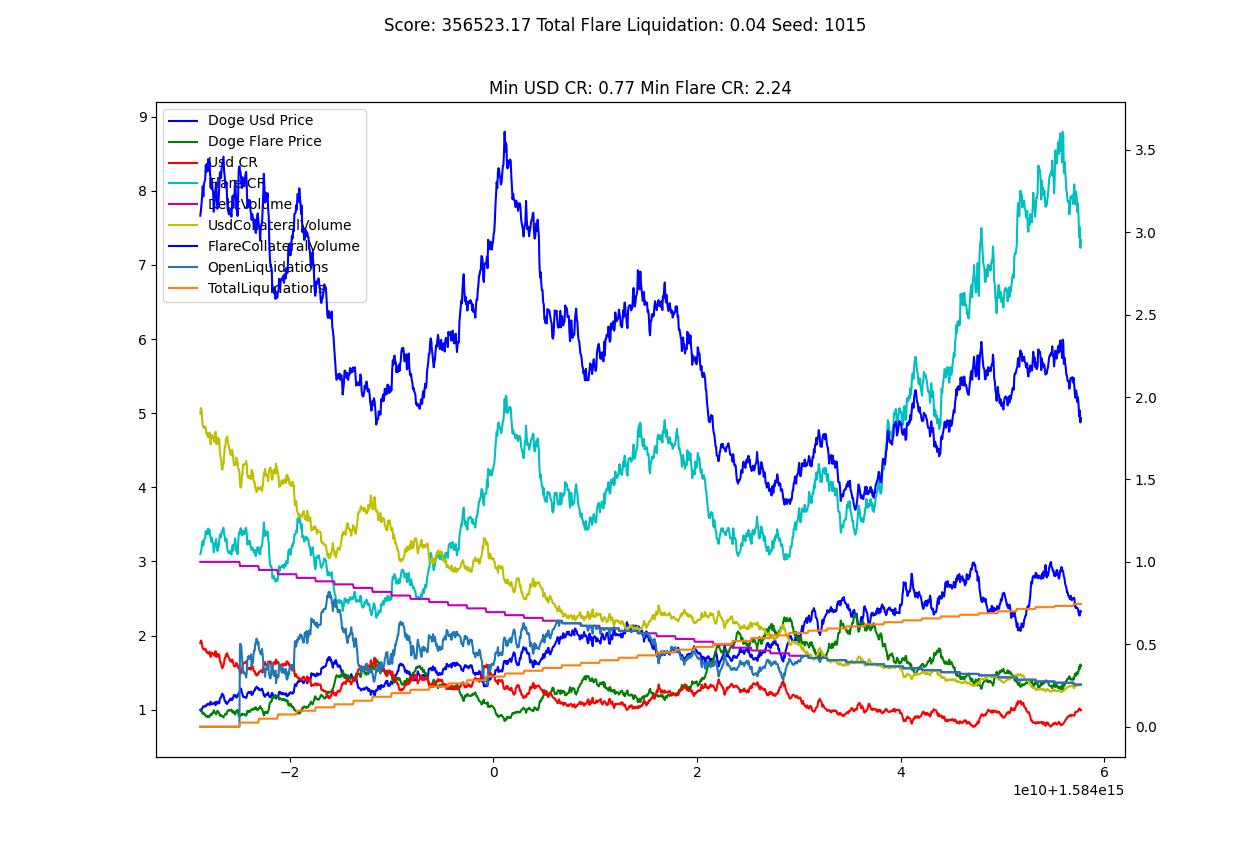 Score: 356523.17 Total Flare Liquidation: 0.04 Seed: 1015
Min USD CR: 0.77 Min Flare CR: 2.24
Doge Usd Price
Doge Flare Price
Usd CR
Flare CR
DebtVolume
UsdCollateralVolume
FlareCollateralVolume
OpenLiquidations
TotalLiquidations
9
8
7
6
5
4
3
2
1
3.5
3.0
2.5
2.0
1.5
1.0
0.5
0.0
−2
0
2
4
6
1e10+1.584e15